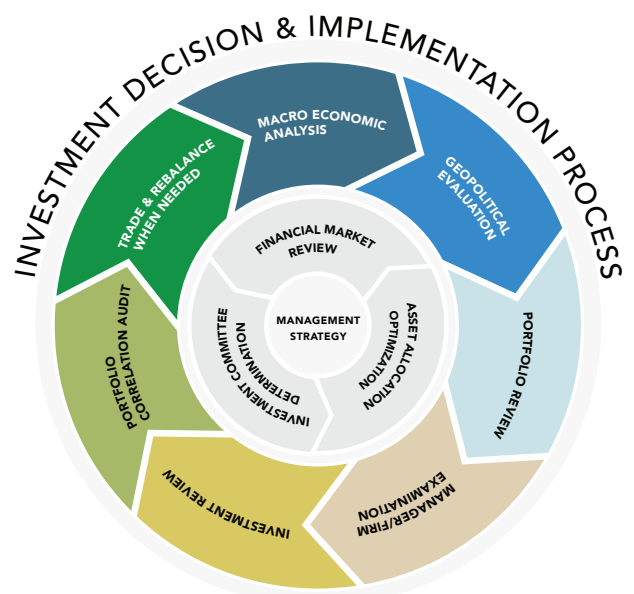 INVESTMENT DECISION & IMPLEMENTATION PROCESS
MACRO ECONOMIC
ANALYSIS
GEOPOLITICAL
EVALUATION
PORTFOLIO REVIEW
MANAGER/FIRM
EXAMINATION
INVESTMENT REVIEW
PORTFOLIO
CORRELATION AUDIT
TRADE & REBALANCE
WHEN NEEDED
FINANCIAL MARKET
REVIEW
ASSET ALLOCATION
OPTIMIZATION
INVESTMENT COMMITTEE
DETERMINATION
MANAGEMENT
STRATEGY